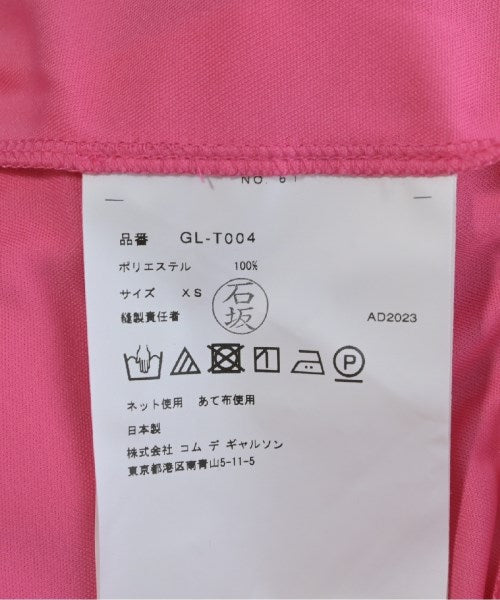 NO. 61
品番 GL-T004
ポリエステル 100%
サイズ XS
石坂
縫製責任者 AD2023
P
ネット使用 あて布使用
日本製
株式会社 コム デ ギャルソン
東京都港区南青山5-11-5